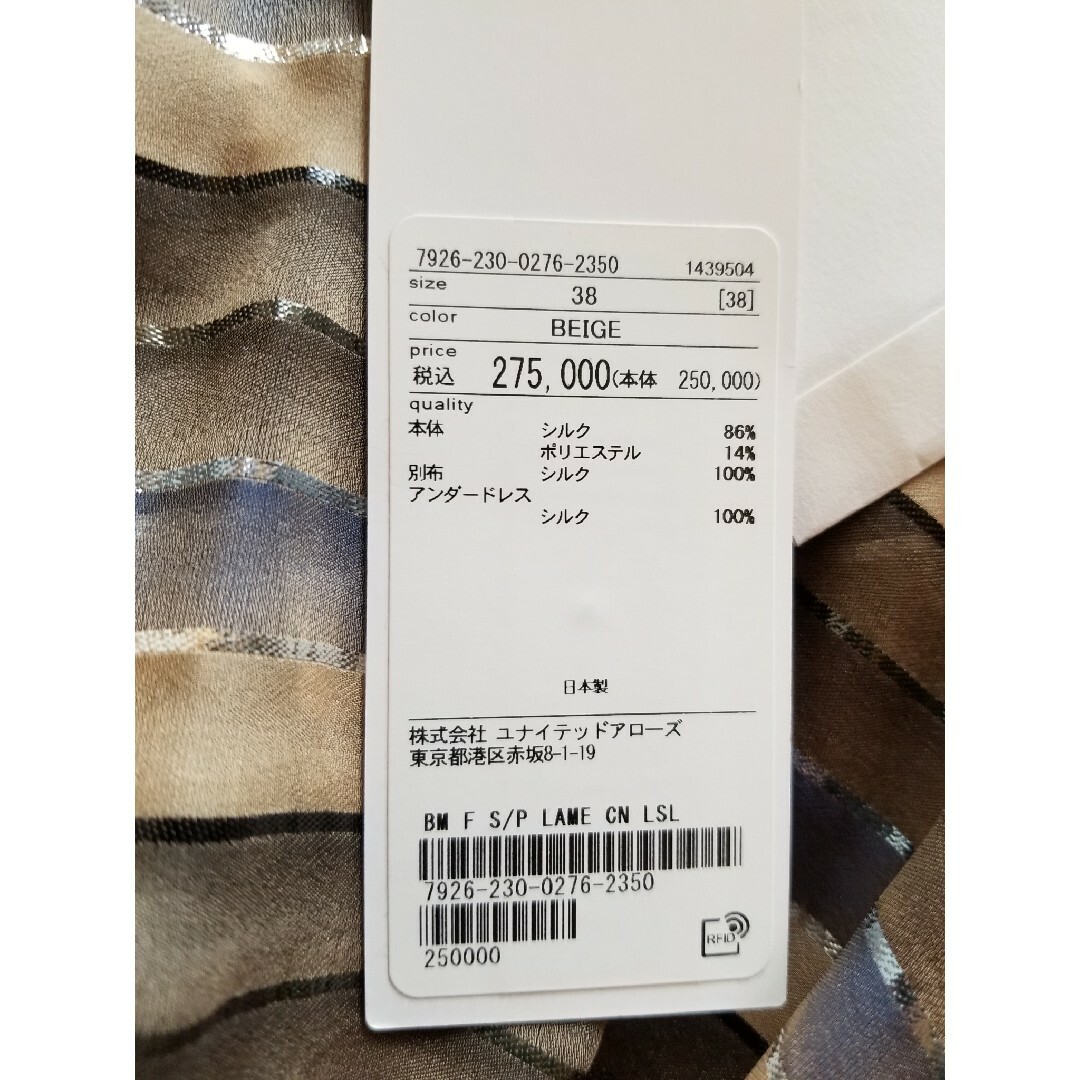 7926-230-0276-2350 1439504
size 38 [38]
color BEIGE
price
税込 275,000(本体 250,000)
quality
本体 シルク 86%
ポリエステル 14%
別布 シルク 100%
アンダードレス
シルク 100%
日本製
株式会社 ユナイテッドアローズ
東京都港区赤坂8-1-19
BM F S/P LAME CN LSL
7926-230-0276-2350
250000
RFID